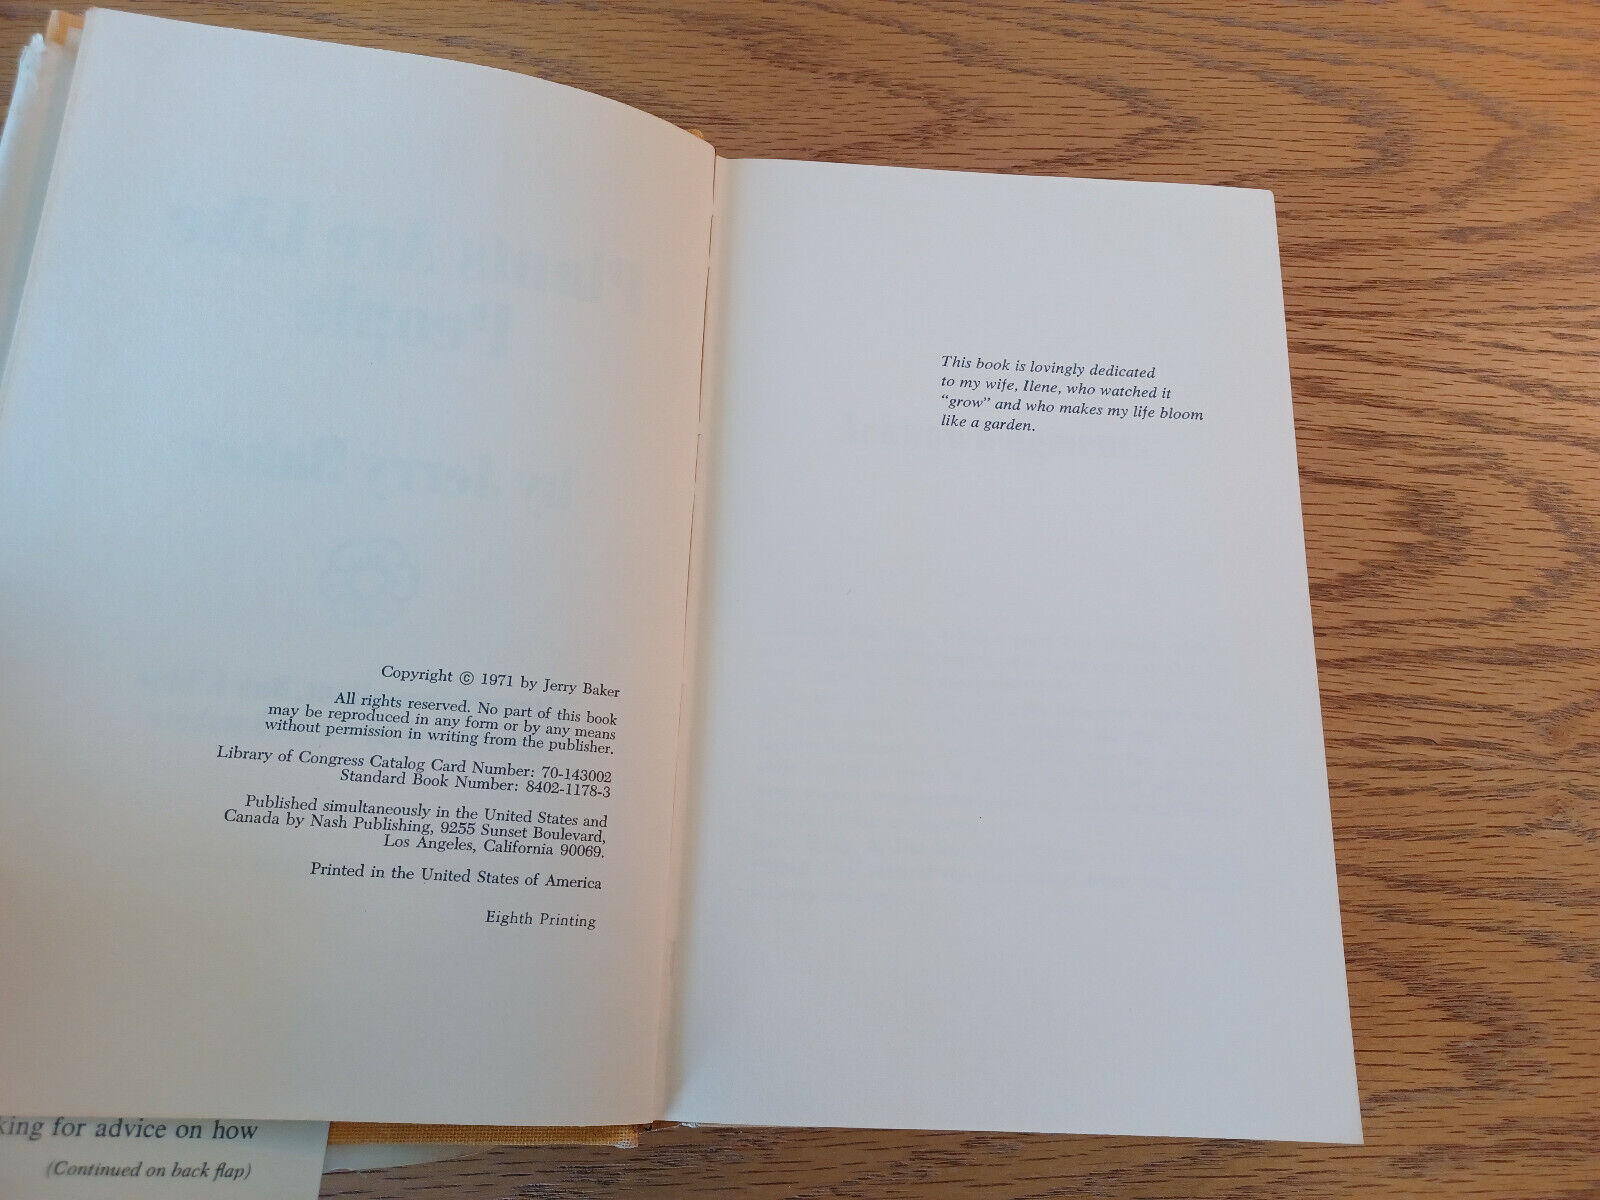 Copyright © 1971 by Jerry Baker
All rights reserved. No part of this book
may be reproduced in any form or by any means
without permission in writing from the publisher.
Library of Congress Catalog Card Number: 70-143002
Standard Book Number: 8402-1178-3
Published simultaneously in the United States and
Canada by Nash Publishing, 9255 Sunset Boulevard,
Los Angeles, California 90069.
Printed in the United States of America
Eighth Printing
king for advice on how
(Continued on back flap)
This book is lovingly dedicated
to my wife, Ilene, who watched it
“grow” and who makes my life bloom
like a garden.